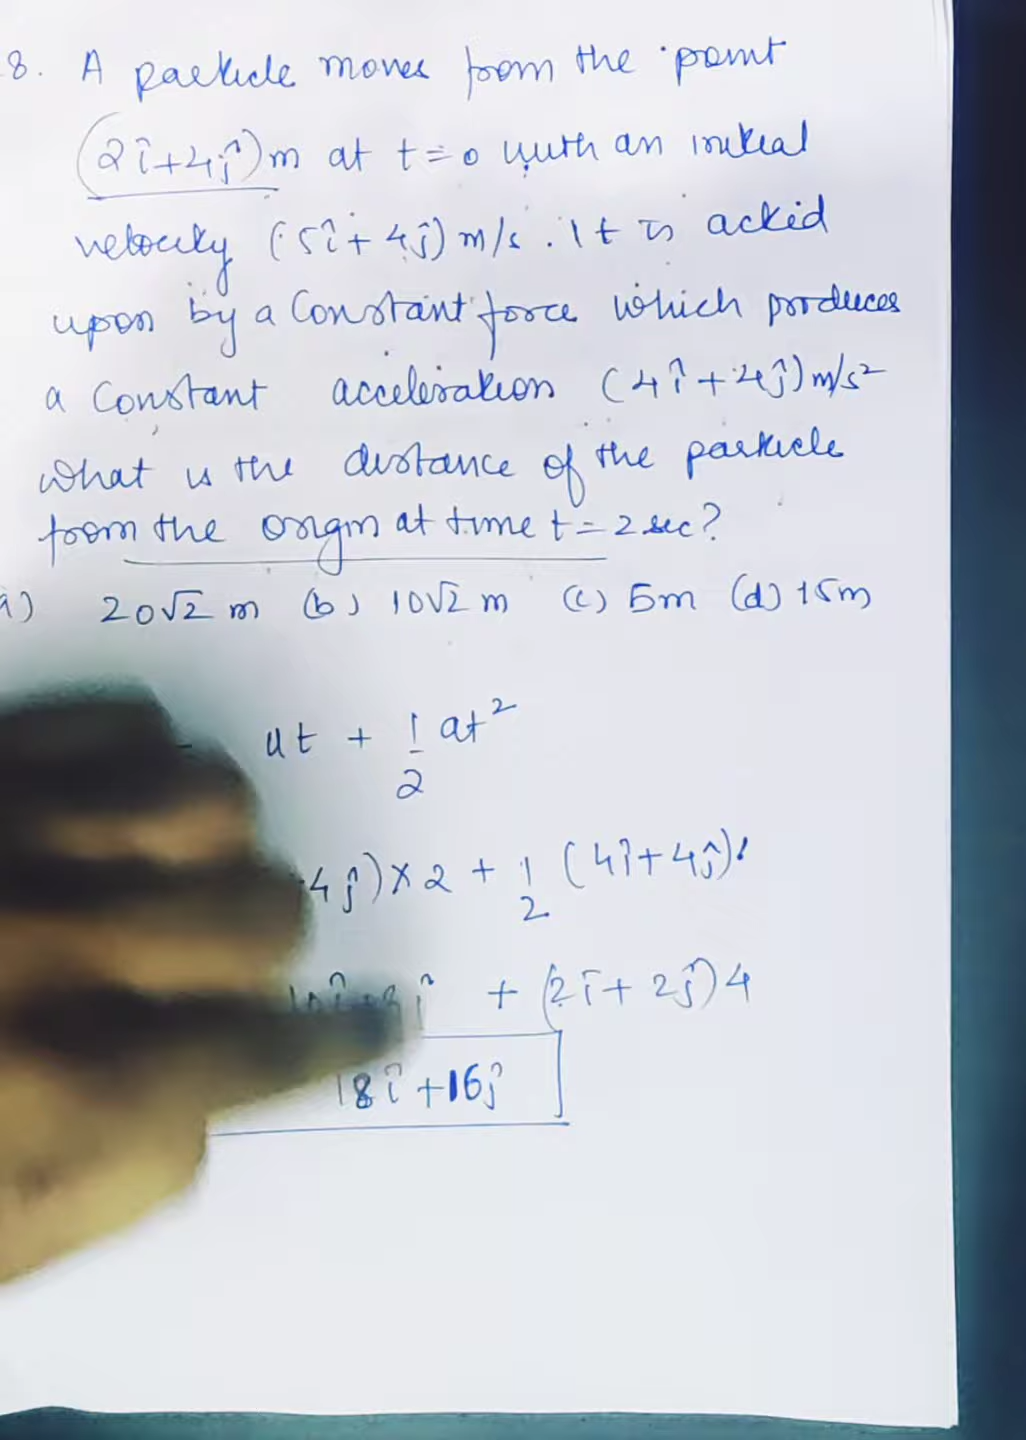 8. A particle moves from the point
(2î+4ĵ)m at t=0 with an initial
velocity (5î+4ĵ) m/s. It is acted
upon by a constant force which produces
a constant acceleration (4î+4ĵ)m/s²
what is the distance of the particle
from the origin at time t=2 sec?
a) 20√2 m (b) 10√2 m (c) 5m (d) 15m
ut + 1/2 at²
4ĵ)×2 + 1/2 (4î+4ĵ)
+ (2î+2ĵ)4
18î+16ĵ